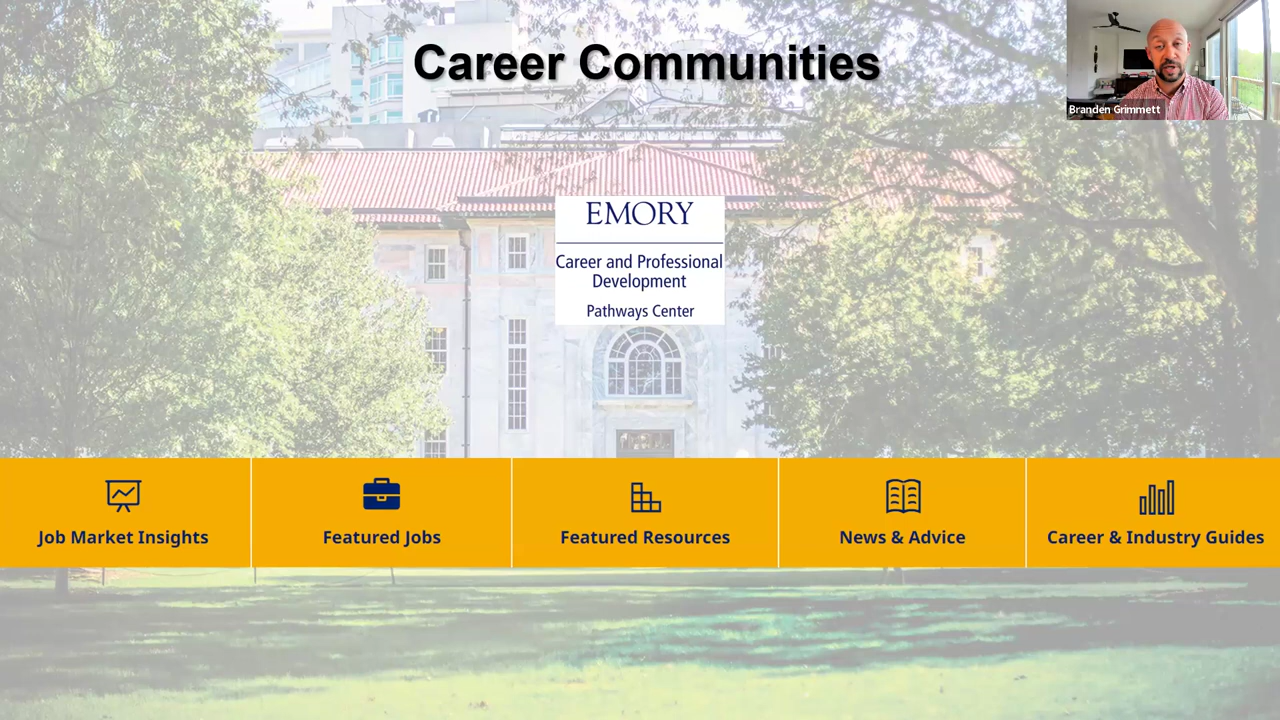 Career Communities
Branden Grimmett
EMORY
Career and Professional
Development
Pathways Center
Job Market Insights
Featured Jobs
Featured Resources
News & Advice
Career & Industry Guides